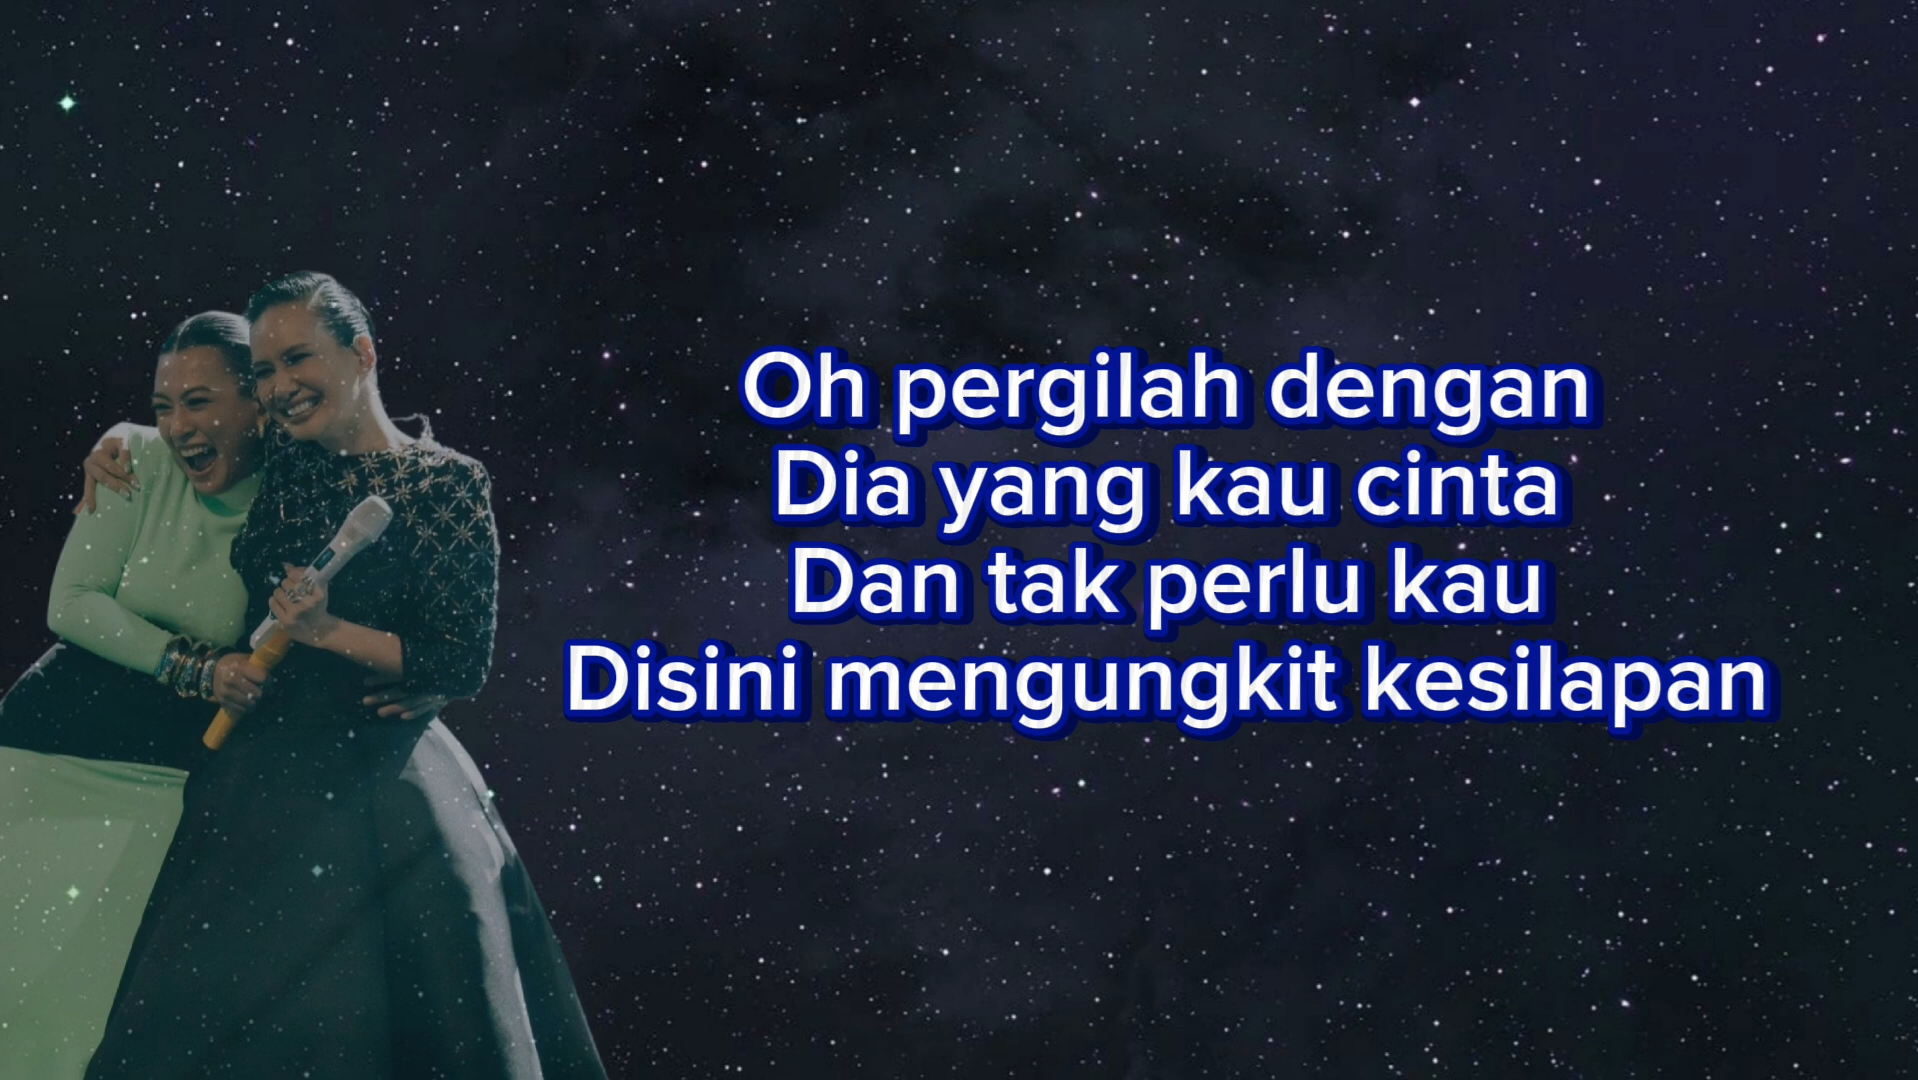 Oh pergilah dengan
Dia yang kau cinta
Dan tak perlu kau
Disini mengungkit kesilapan